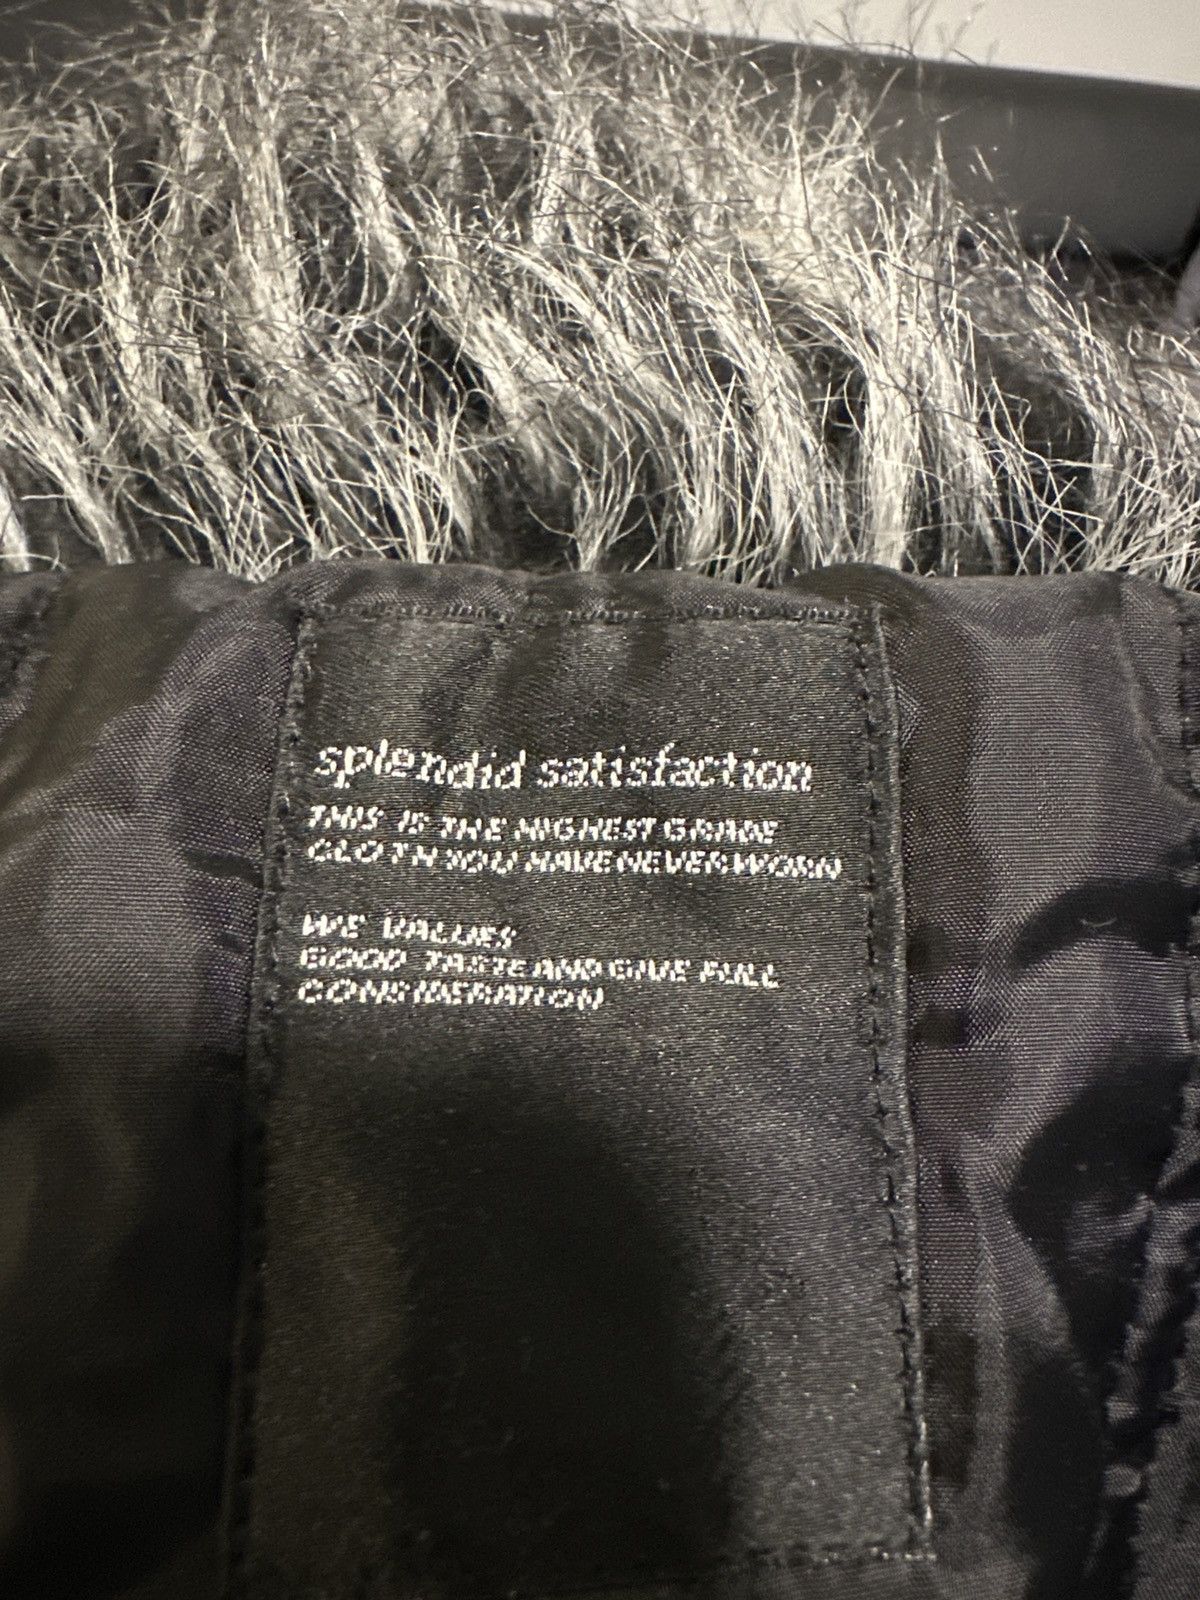 splendid satisfaction
THIS IS THE HIGHEST GRADE
CLOTH YOU HAVE NEVER WORN
WE VALUES
GOOD TASTE AND GIVE FULL
CONSIDERATION